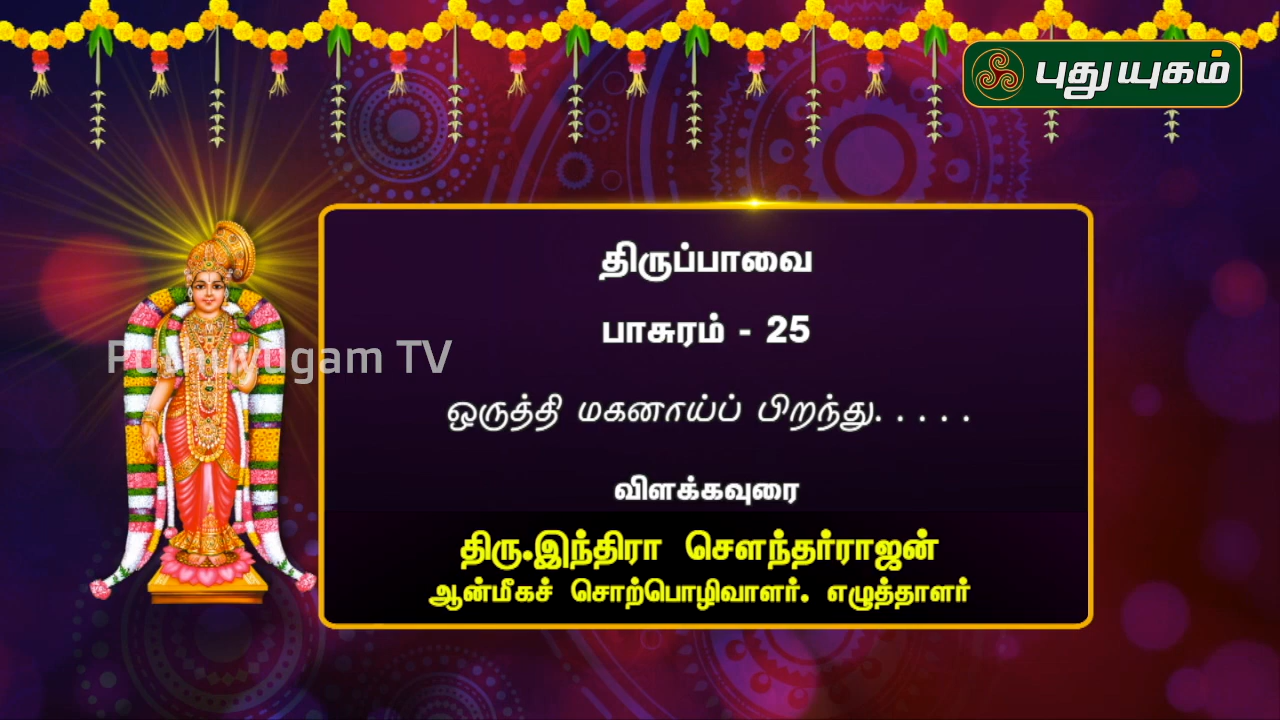 புதுயுகம்
திருப்பாவை
பாசுரம் - 25
Puthuyugam TV
ஒருத்தி மகனாய்ப் பிறந்து. . . . .
விளக்கவுரை
திரு.இந்திரா சௌந்தர்ராஜன்
ஆன்மீகச் சொற்பொழிவாளர். எழுத்தாளர்